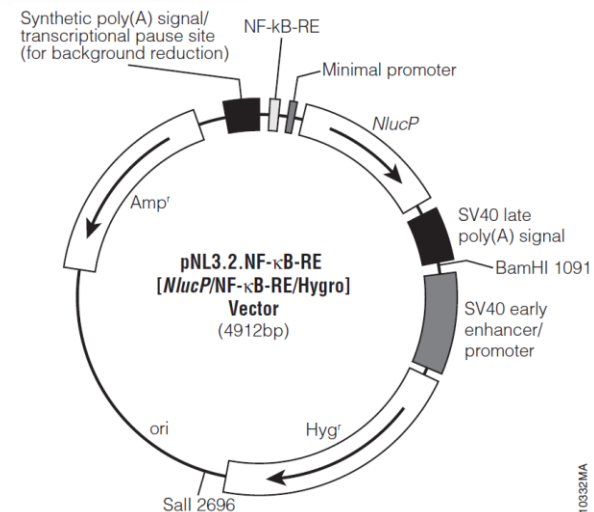 Synthetic poly(A) signal/
transcriptional pause site
(for background reduction)
NF-kB-RE
Minimal promoter
NlucP
Ampʳ
SV40 late
poly(A) signal
BamHI 1091
pNL3.2.NF-κB-RE
[NlucP/NF-κB-RE/Hygro]
Vector
(4912bp)
SV40 early
enhancer/
promoter
ori
Hygʳ
SalI 2696
10332MA